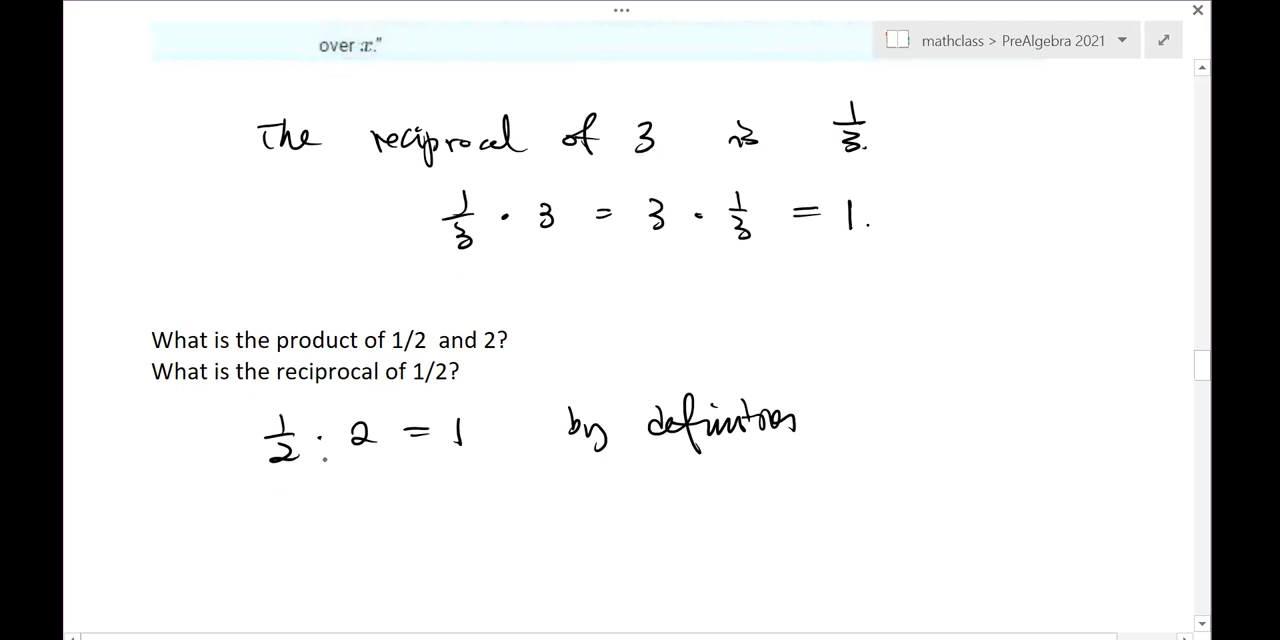 over x."
mathclass > PreAlgebra 2021
The reciprocal of 3 is 1/3.
1/3 · 3 = 3 · 1/3 = 1.
What is the product of 1/2 and 2?
What is the reciprocal of 1/2?
1/2 · 2 = 1 by definition